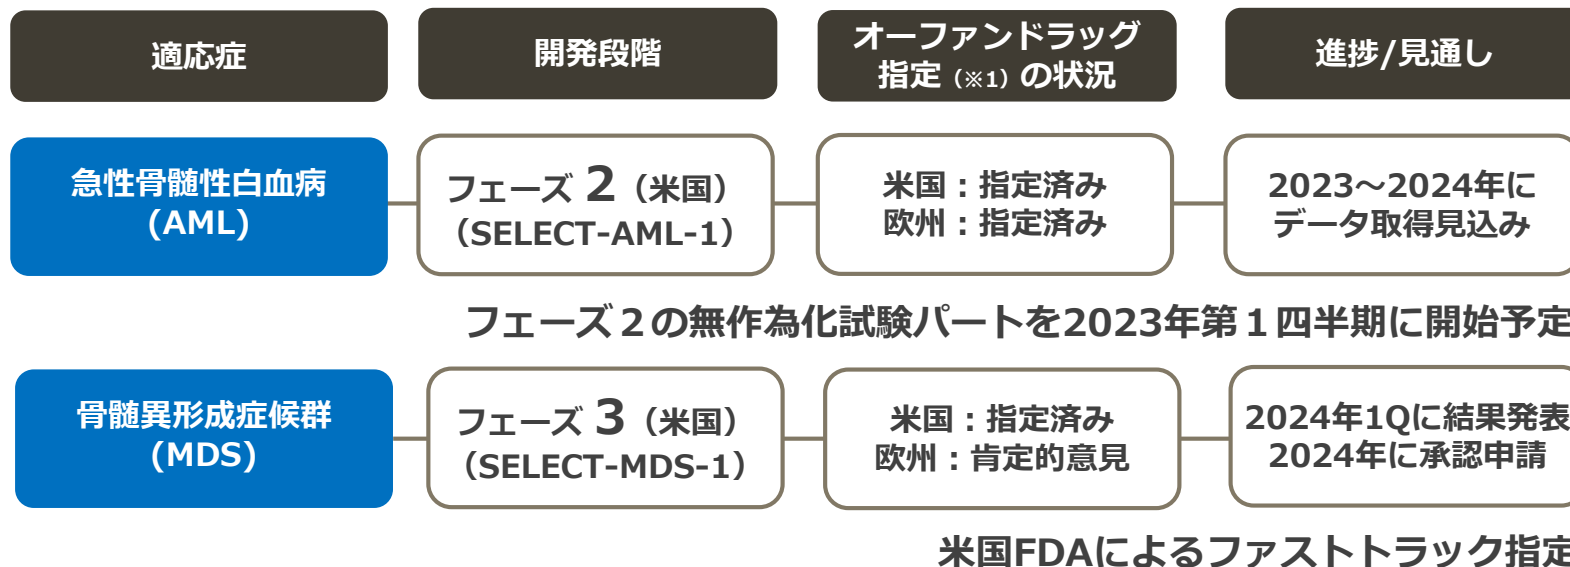 適応症
開発段階
オーファンドラッグ
指定（※1）の状況
進捗/見通し
急性骨髄性白血病
(AML)
フェーズ 2（米国）
（SELECT-AML-1）
米国：指定済み
欧州：指定済み
2023～2024年に
データ取得見込み
フェーズ２の無作為化試験パートを2023年第１四半期に開始予定
骨髄異形成症候群
(MDS)
フェーズ 3（米国）
（SELECT-MDS-1）
米国：指定済み
欧州：肯定的意見
2024年1Qに結果発表
2024年に承認申請
米国FDAによるファストトラック指定